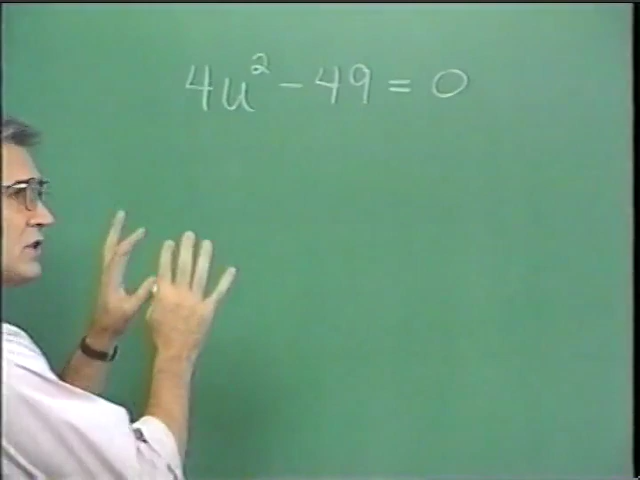 4u² - 49 = 0